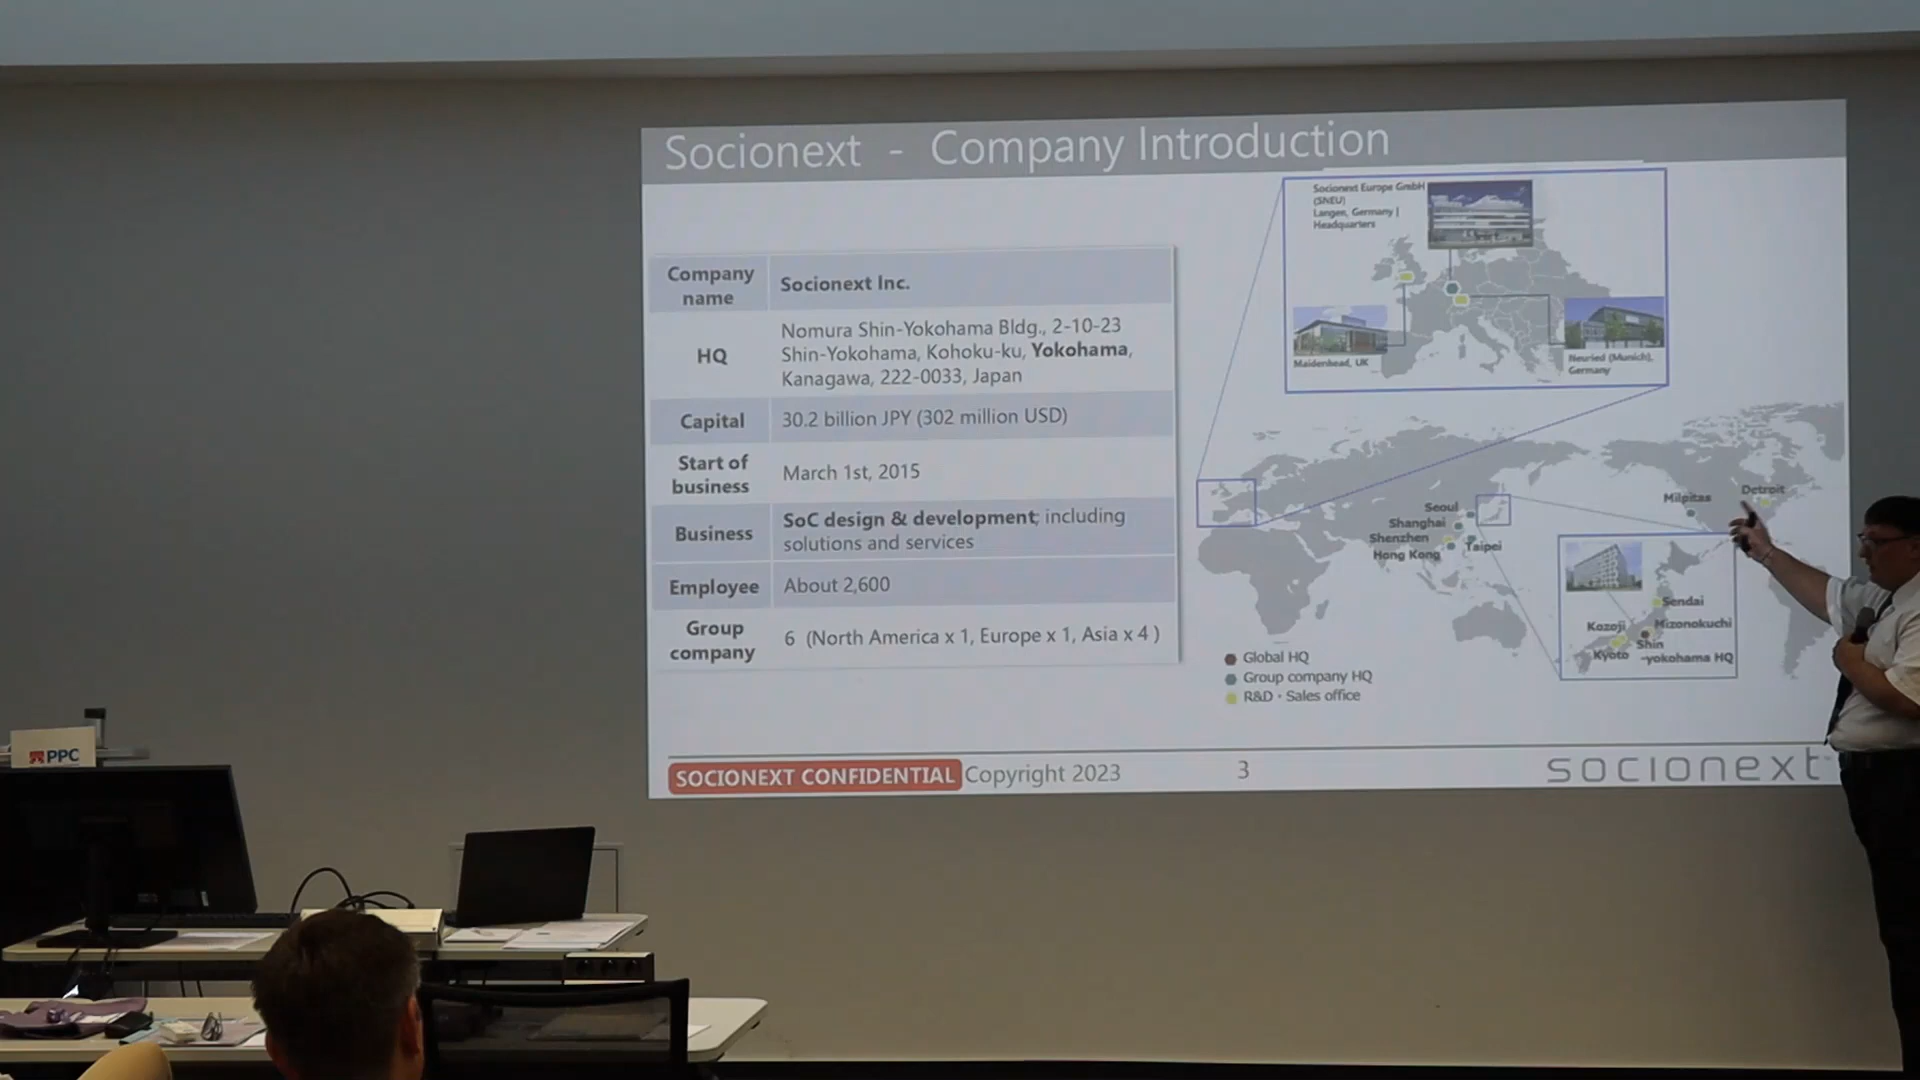 Socionext - Company Introduction
Company
name
Socionext Inc.
HQ
Nomura Shin-Yokohama Bldg., 2-10-23
Shin-Yokohama, Kohoku-ku, Yokohama,
Kanagawa, 222-0033, Japan
Capital
30.2 billion JPY (302 million USD)
Start of
business
March 1st, 2015
Business
SoC design & development, including
solutions and services
Employee
About 2,600
Group
company
6 (North America x 1, Europe x 1, Asia x 4 )
Socionext Europe GmbH
(SNEU)
Langen, Germany |
Headquarters
Maidenhead, UK
Neuried (Munich),
Germany
Seoul
Shanghai
Shenzhen
Hong Kong
Taipei
Milpitas
Detroit
Sendai
Kozoji
Mizonokuchi
Kyoto
Shin
-yokohama HQ
Global HQ
Group company HQ
R&D · Sales office
SOCIONEXT CONFIDENTIAL Copyright 2023
3
socionext
PPC